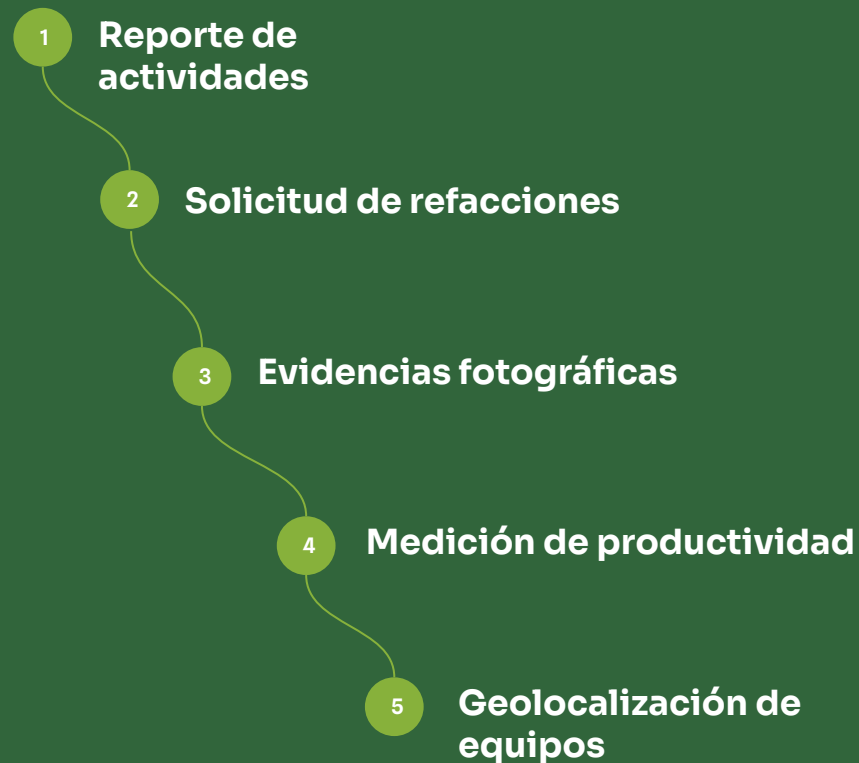 1
Reporte de
actividades
2
Solicitud de refacciones
3
Evidencias fotográficas
4
Medición de productividad
5
Geolocalización de
equipos